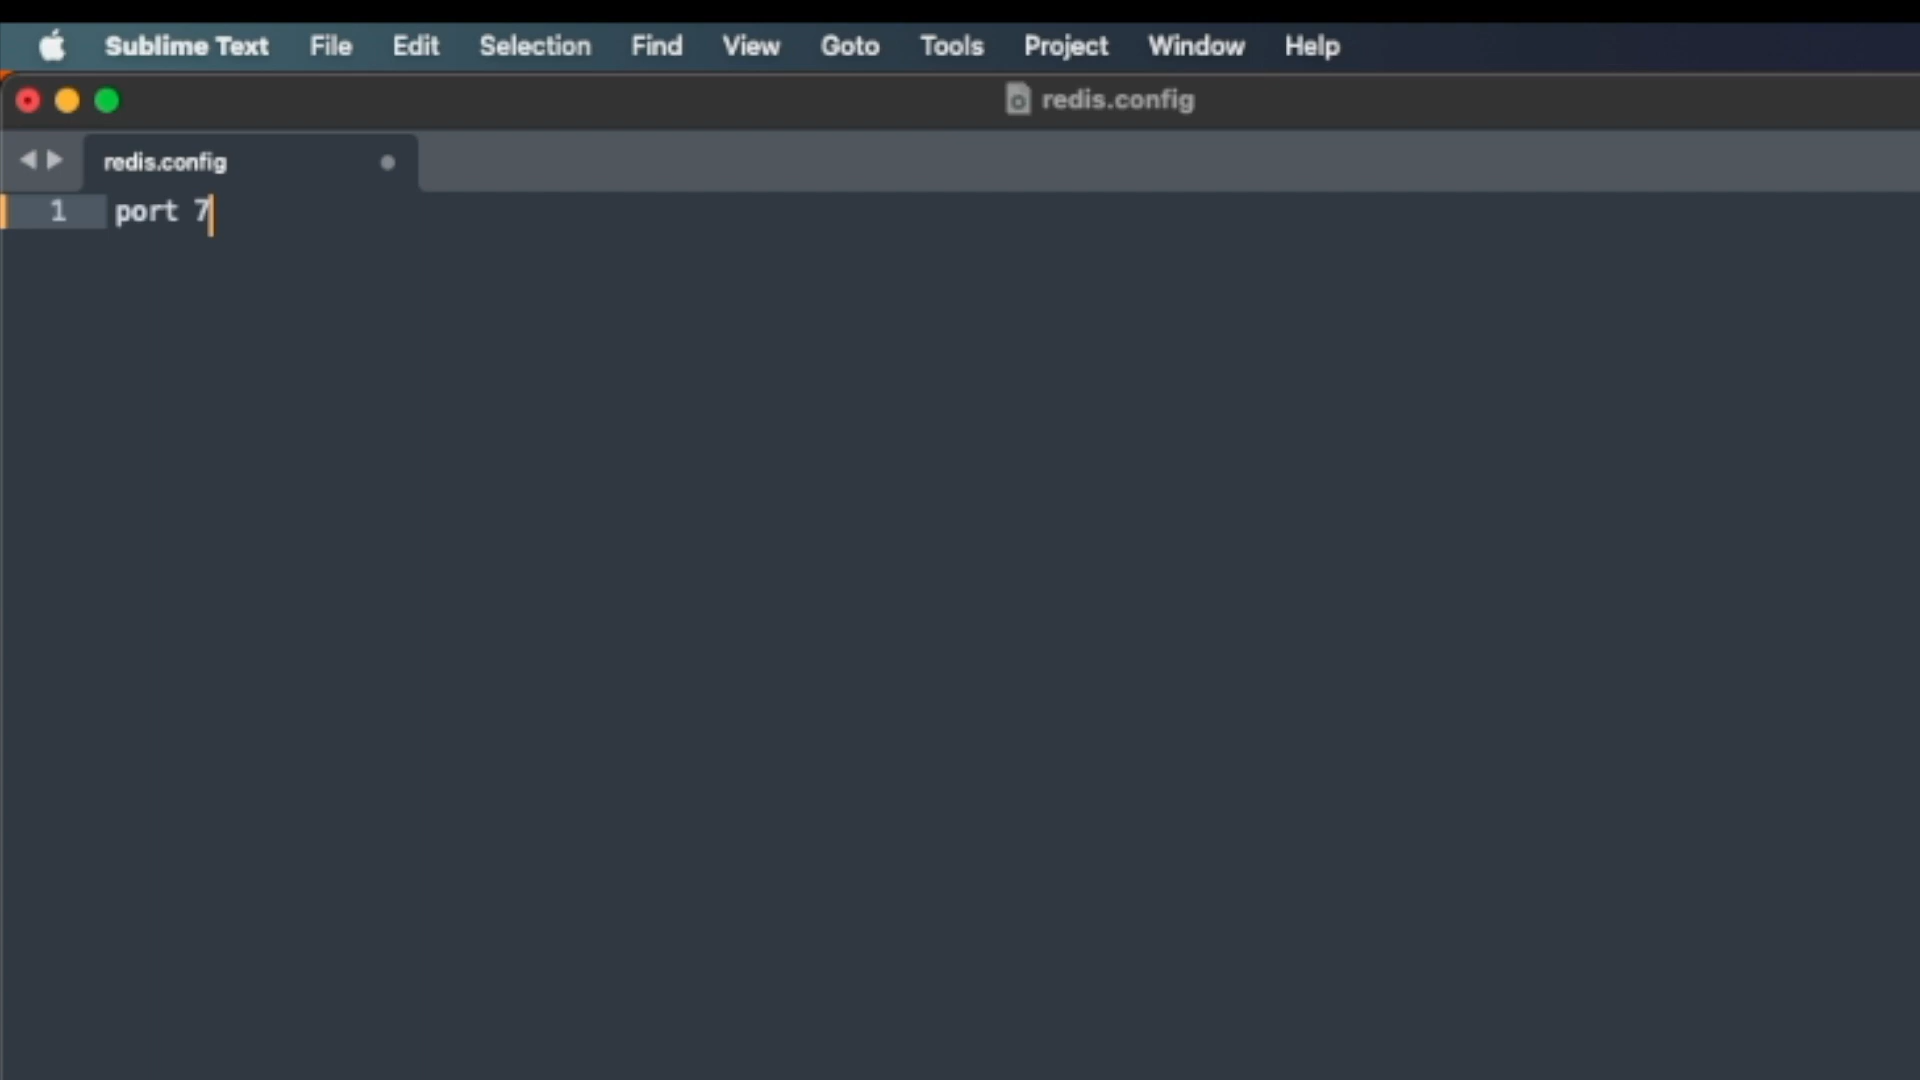 Sublime Text File Edit Selection Find View Goto Tools Project Window Help
redis.config
redis.config
1 port 7